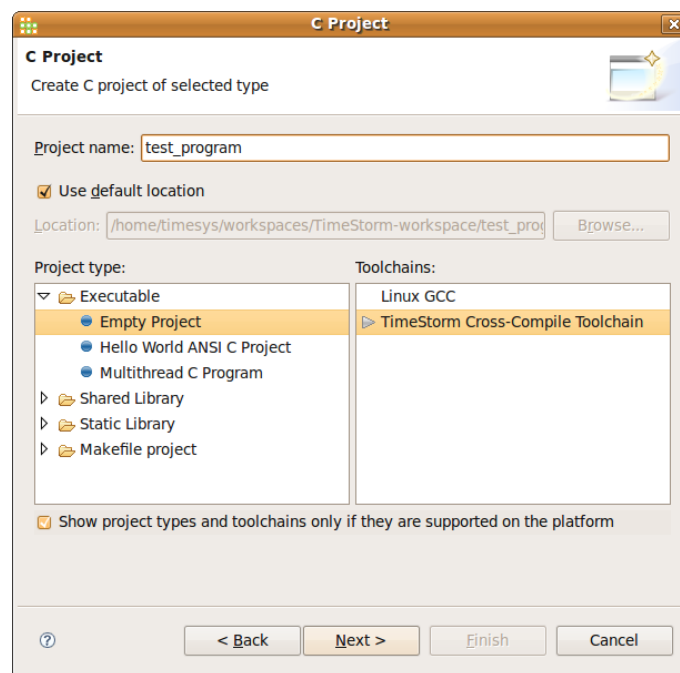 C Project
C Project
Create C project of selected type
Project name: test_program
Use default location
Location: /home/timesys/workspaces/TimeStorm-workspace/test_prog Browse...
Project type: Toolchains:
Executable Linux GCC
Empty Project TimeStorm Cross-Compile Toolchain
Hello World ANSI C Project
Multithread C Program
Shared Library
Static Library
Makefile project
Show project types and toolchains only if they are supported on the platform
? < Back Next > Finish Cancel